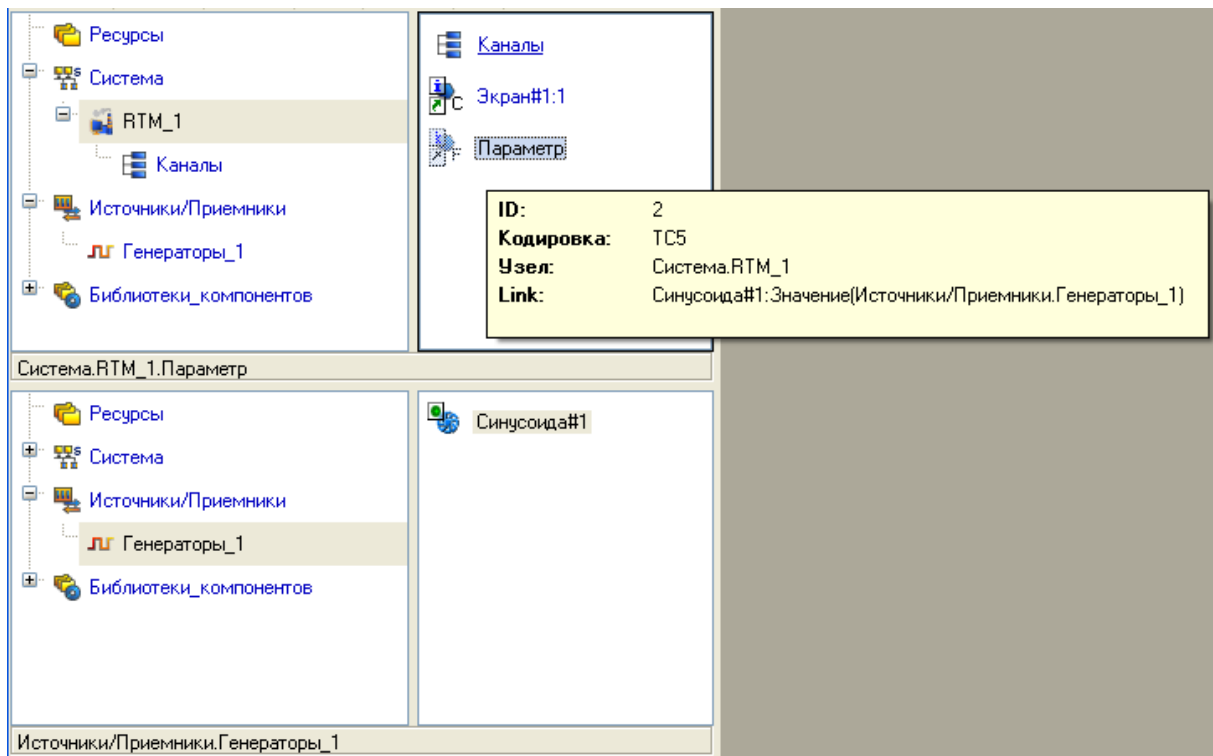 Ресурсы
Система
RTM_1
Каналы
Источники/Приемники
Генераторы_1
Библиотеки_компонентов
Каналы
Экран#1:1
Параметр
ID: 2
Кодировка: TC5
Узел: Система.RTM_1
Link: Синусоида#1:Значение(Источники/Приемники.Генераторы_1)
Система.RTM_1.Параметр
Ресурсы
Система
Источники/Приемники
Генераторы_1
Библиотеки_компонентов
Синусоида#1
Источники/Приемники.Генераторы_1